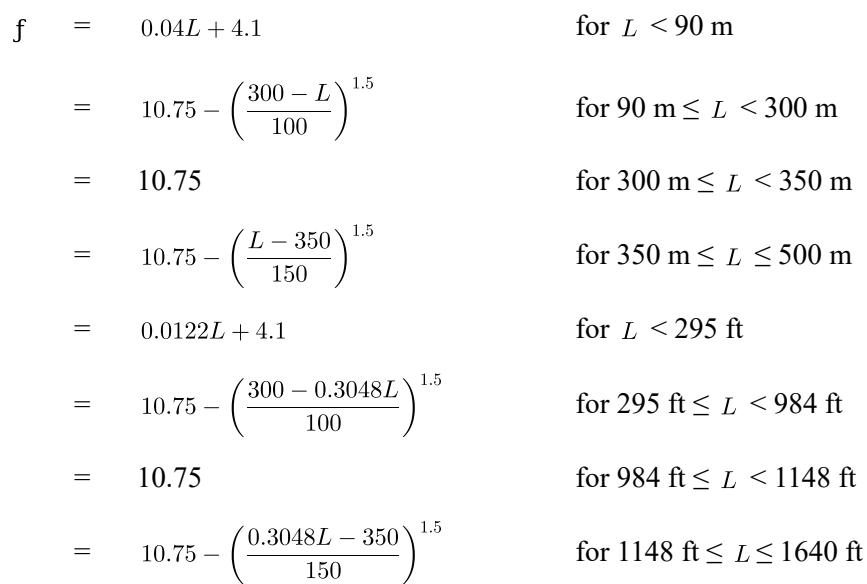 f = 0.04L + 4.1 for L < 90 m
= 10.75 − ((300 − L)/100)^1.5 for 90 m ≤ L < 300 m
= 10.75 for 300 m ≤ L < 350 m
= 10.75 − ((L − 350)/150)^1.5 for 350 m ≤ L ≤ 500 m
= 0.0122L + 4.1 for L < 295 ft
= 10.75 − ((300 − 0.3048L)/100)^1.5 for 295 ft ≤ L < 984 ft
= 10.75 for 984 ft ≤ L < 1148 ft
= 10.75 − ((0.3048L − 350)/150)^1.5 for 1148 ft ≤ L ≤ 1640 ft